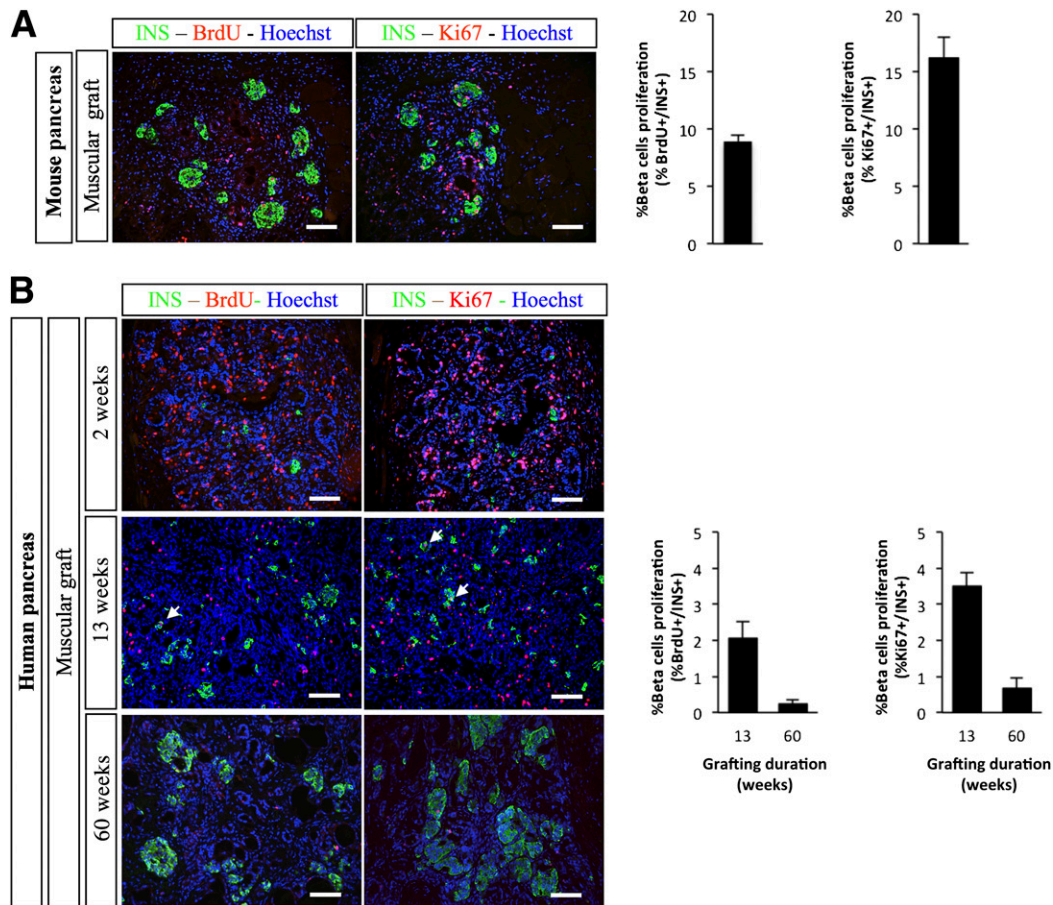 A
INS – BrdU - Hoechst
INS – Ki67 - Hoechst
Mouse pancreas
Muscular graft
%Beta cells proliferation
(% BrdU+/INS+)
20
15
10
5
0
%Beta cells proliferation
(% Ki67+/INS+)
20
15
10
5
0
B
INS – BrdU- Hoechst
INS – Ki67 - Hoechst
Human pancreas
Muscular graft
2 weeks
13 weeks
60 weeks
%Beta cells proliferation
(%BrdU+/INS+)
5
4
3
2
1
0
13 60
Grafting duration
(weeks)
%Beta cells proliferation
(%Ki67+/INS+)
5
4
3
2
1
0
13 60
Grafting duration
(weeks)